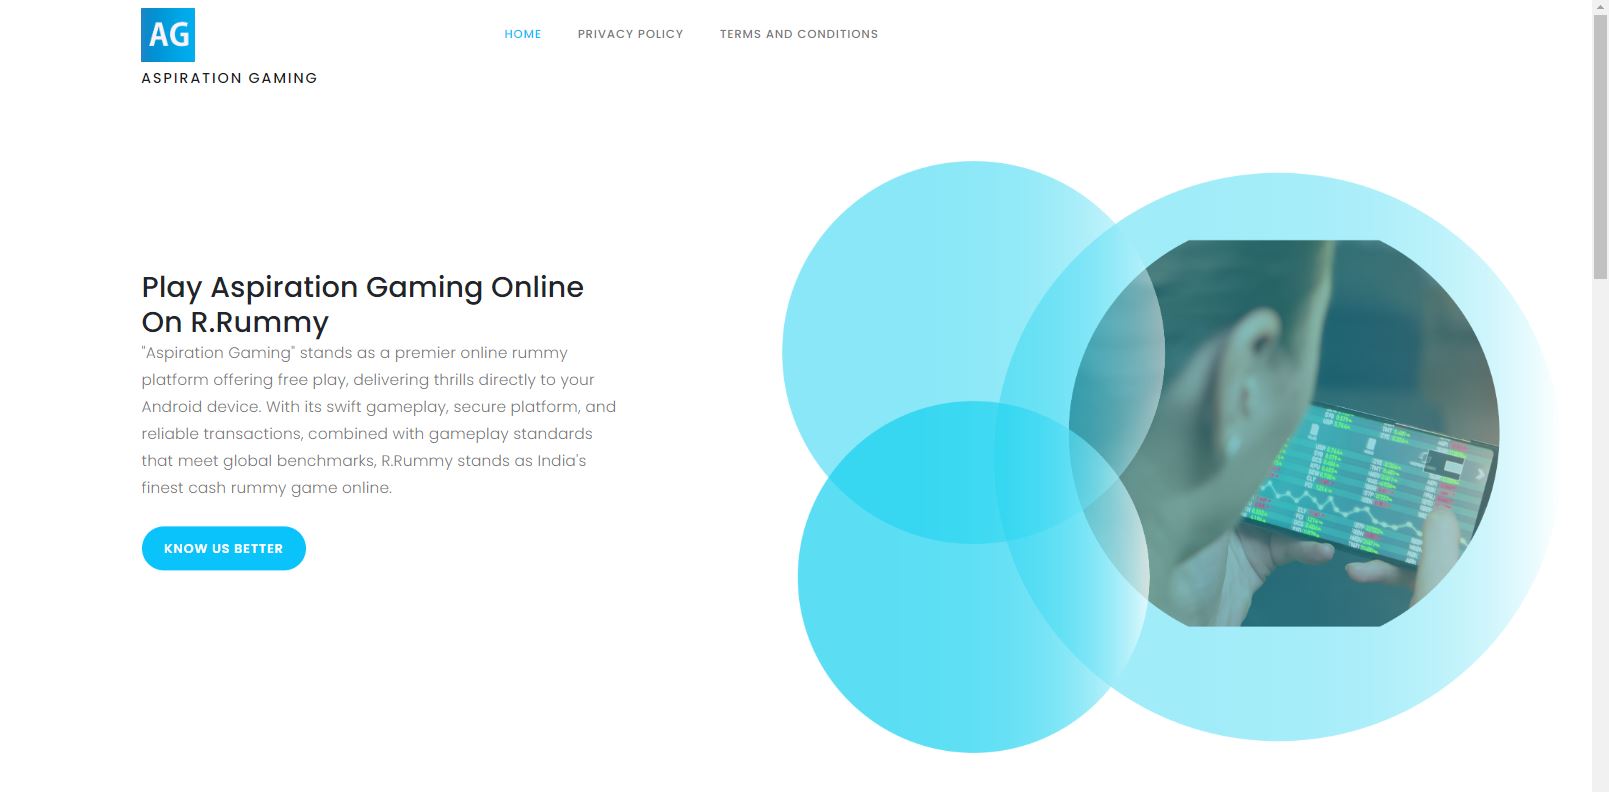 AG
ASPIRATION GAMING
HOME
PRIVACY POLICY
TERMS AND CONDITIONS
Play Aspiration Gaming Online
On R.Rummy
"Aspiration Gaming" stands as a premier online rummy
platform offering free play, delivering thrills directly to your
Android device. With its swift gameplay, secure platform, and
reliable transactions, combined with gameplay standards
that meet global benchmarks, R.Rummy stands as India's
finest cash rummy game online.
KNOW US BETTER